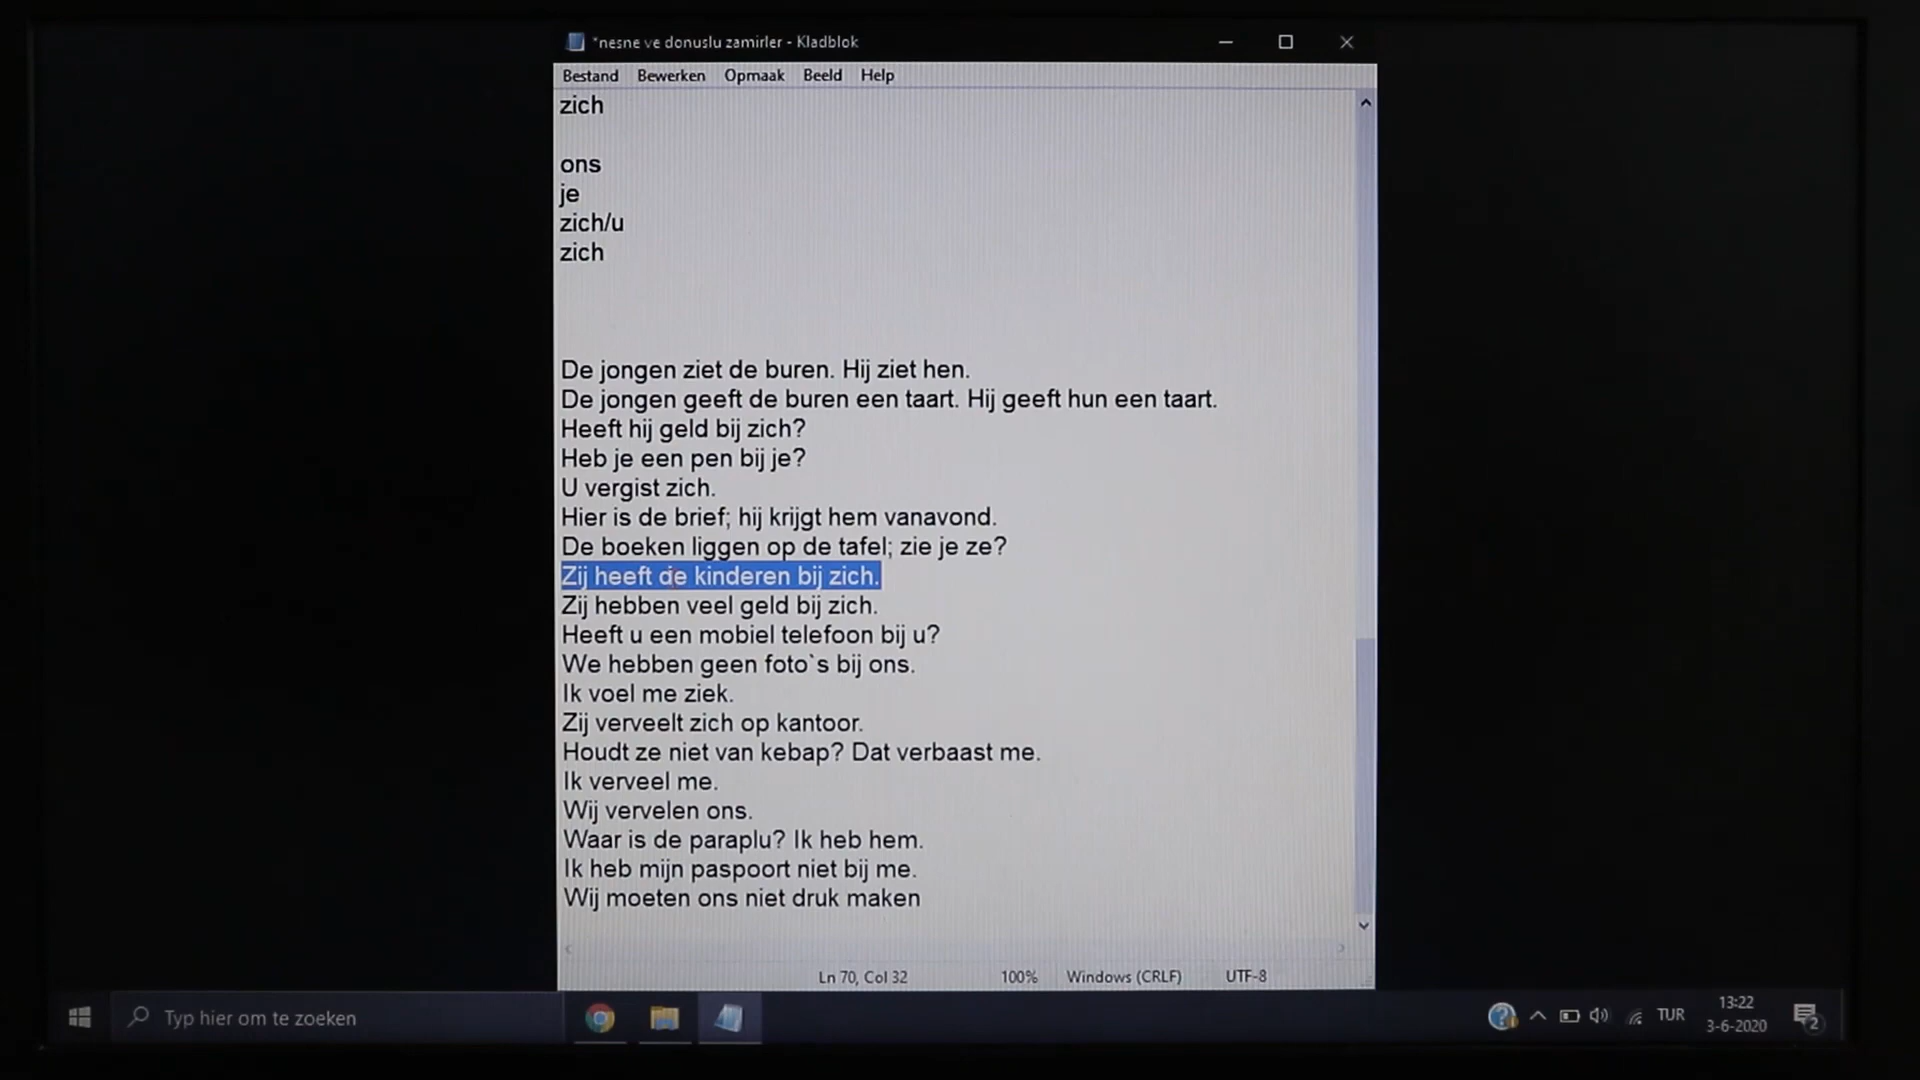 *nesne ve donuslu zamirler - Kladblok
Bestand Bewerken Opmaak Beeld Help
zich
ons
je
zich/u
zich
De jongen ziet de buren. Hij ziet hen.
De jongen geeft de buren een taart. Hij geeft hun een taart.
Heeft hij geld bij zich?
Heb je een pen bij je?
U vergist zich.
Hier is de brief; hij krijgt hem vanavond.
De boeken liggen op de tafel; zie je ze?
Zij heeft de kinderen bij zich.
Zij hebben veel geld bij zich.
Heeft u een mobiel telefoon bij u?
We hebben geen foto`s bij ons.
Ik voel me ziek.
Zij verveelt zich op kantoor.
Houdt ze niet van kebap? Dat verbaast me.
Ik verveel me.
Wij vervelen ons.
Waar is de paraplu? Ik heb hem.
Ik heb mijn paspoort niet bij me.
Wij moeten ons niet druk maken
Ln 70, Col 32 100% Windows (CRLF) UTF-8
Typ hier om te zoeken TUR 13:22
3-6-2020 2